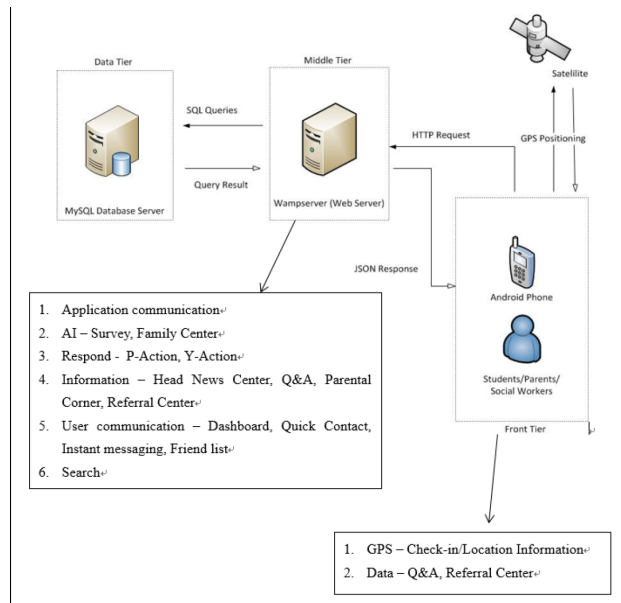 Data Tier
Middle Tier
Satelilite
SQL Queries
HTTP Request
GPS Positioning
Query Result
MySQL Database Server
Wampserver (Web Server)
JSON Response
Android Phone
Students/Parents/
Social Workers
Front Tier
1. Application communication
2. AI – Survey, Family Center
3. Respond - P-Action, Y-Action
4. Information – Head News Center, Q&A, Parental
Corner, Referral Center
5. User communication – Dashboard, Quick Contact,
Instant messaging, Friend list
6. Search
1. GPS – Check-in/Location Information
2. Data – Q&A, Referral Center